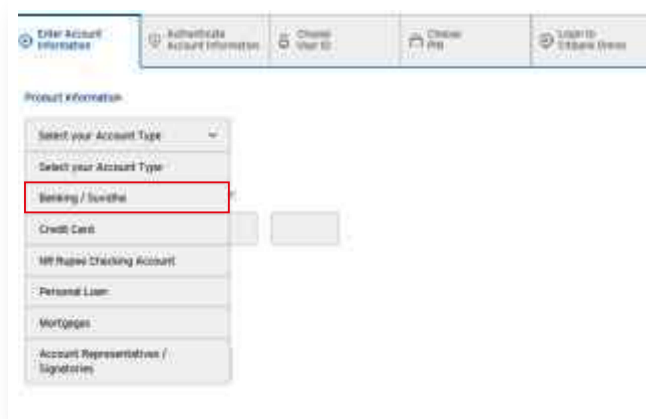 Enter Account
Information
Authenticate
Account Information
Choose
User ID
Choose
PIN
Login to
Citibank Online
Product Information
Select your Account Type
Select your Account Type
Banking / Suvidha
Credit Card
NR Rupee Checking Account
Personal Loan
Mortgages
Account Representatives /
Signatories